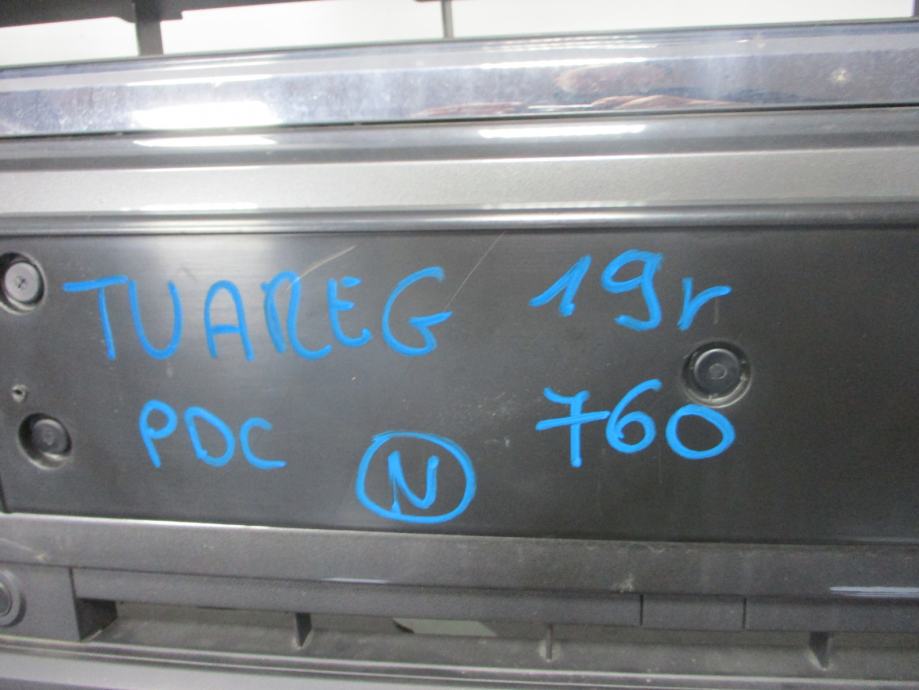 TUAREG 19r
PDC N 760